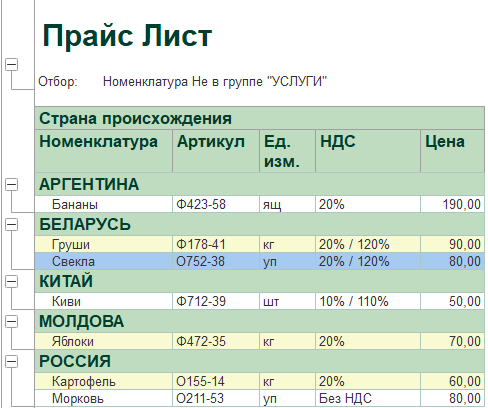 Прайс Лист
Отбор: Номенклатура Не в группе "УСЛУГИ"
Страна происхождения
Номенклатура Артикул Ед. изм. НДС Цена
АРГЕНТИНА
Бананы Ф423-58 ящ 20% 190,00
БЕЛАРУСЬ
Груши Ф178-41 кг 20% / 120% 90,00
Свекла О752-38 уп 20% / 120% 80,00
КИТАЙ
Киви Ф712-39 шт 10% / 110% 50,00
МОЛДОВА
Яблоки Ф472-35 кг 20% 70,00
РОССИЯ
Картофель О155-14 кг 20% 60,00
Морковь О211-53 уп Без НДС 80,00